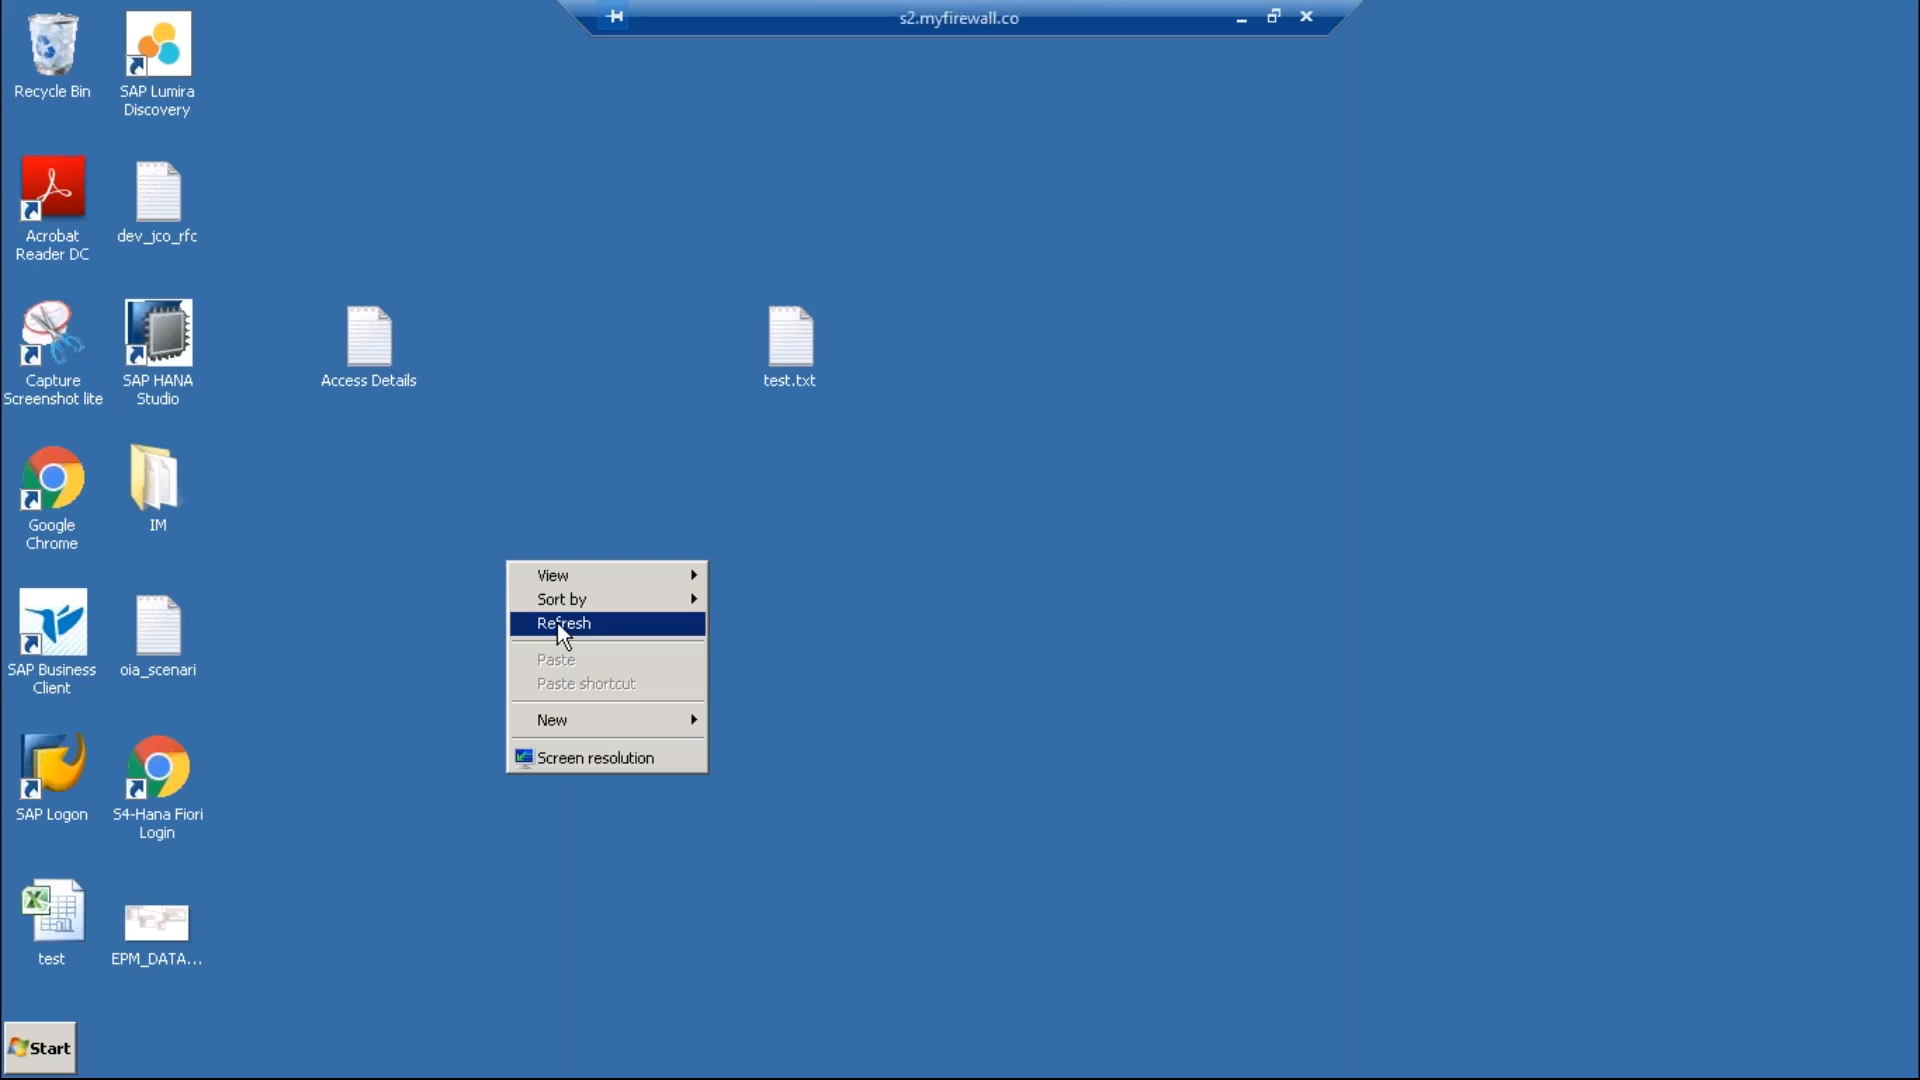 s2.myfirewall.co
Recycle Bin
SAP Lumira
Discovery
Acrobat
Reader DC
dev_jco_rfc
Capture
Screenshot lite
SAP HANA
Studio
Access Details
test.txt
Google
Chrome
IM
View
Sort by
Refresh
Paste
Paste shortcut
New
Screen resolution
SAP Business
Client
oia_scenari
SAP Logon
S4-Hana Fiori
Login
test
EPM_DATA...
Start